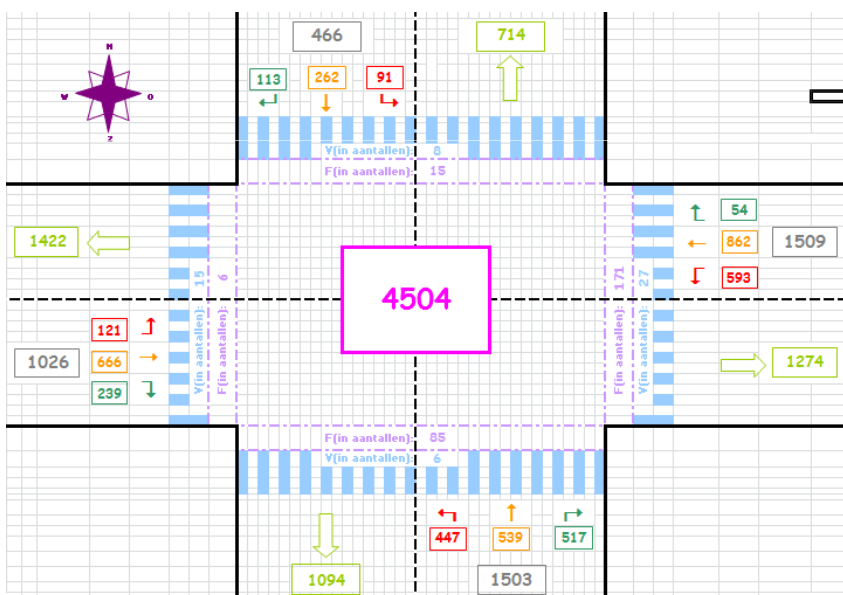 466
714
N
113
262
91
W
O
Z
V(in aantallen): 8
F(in aantallen): 15
54
1422
862
1509
593
V(in aantallen): 15
F(in aantallen): 6
4504
F(in aantallen): 171
V(in aantallen): 27
121
1026
666
239
1274
F(in aantallen): 85
V(in aantallen): 6
447
539
517
1094
1503